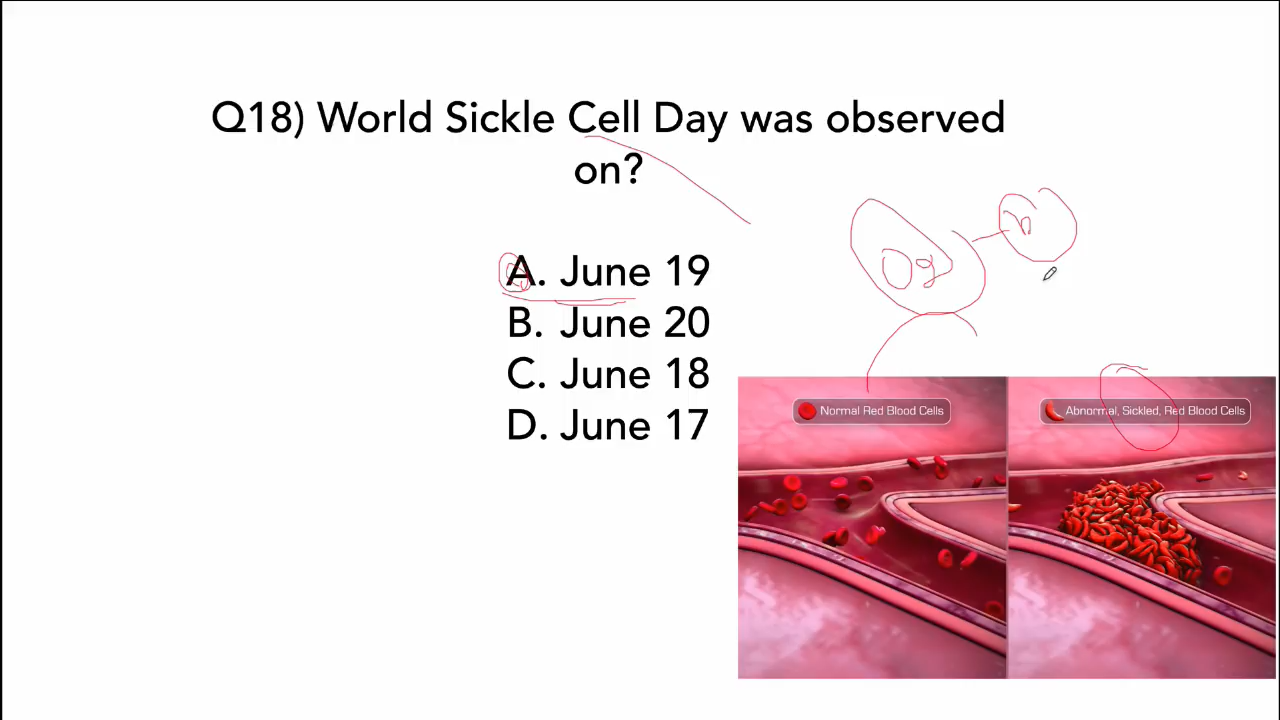 Q18) World Sickle Cell Day was observed
on?
A. June 19
B. June 20
C. June 18
D. June 17
Normal Red Blood Cells
Abnormal, Sickled, Red Blood Cells